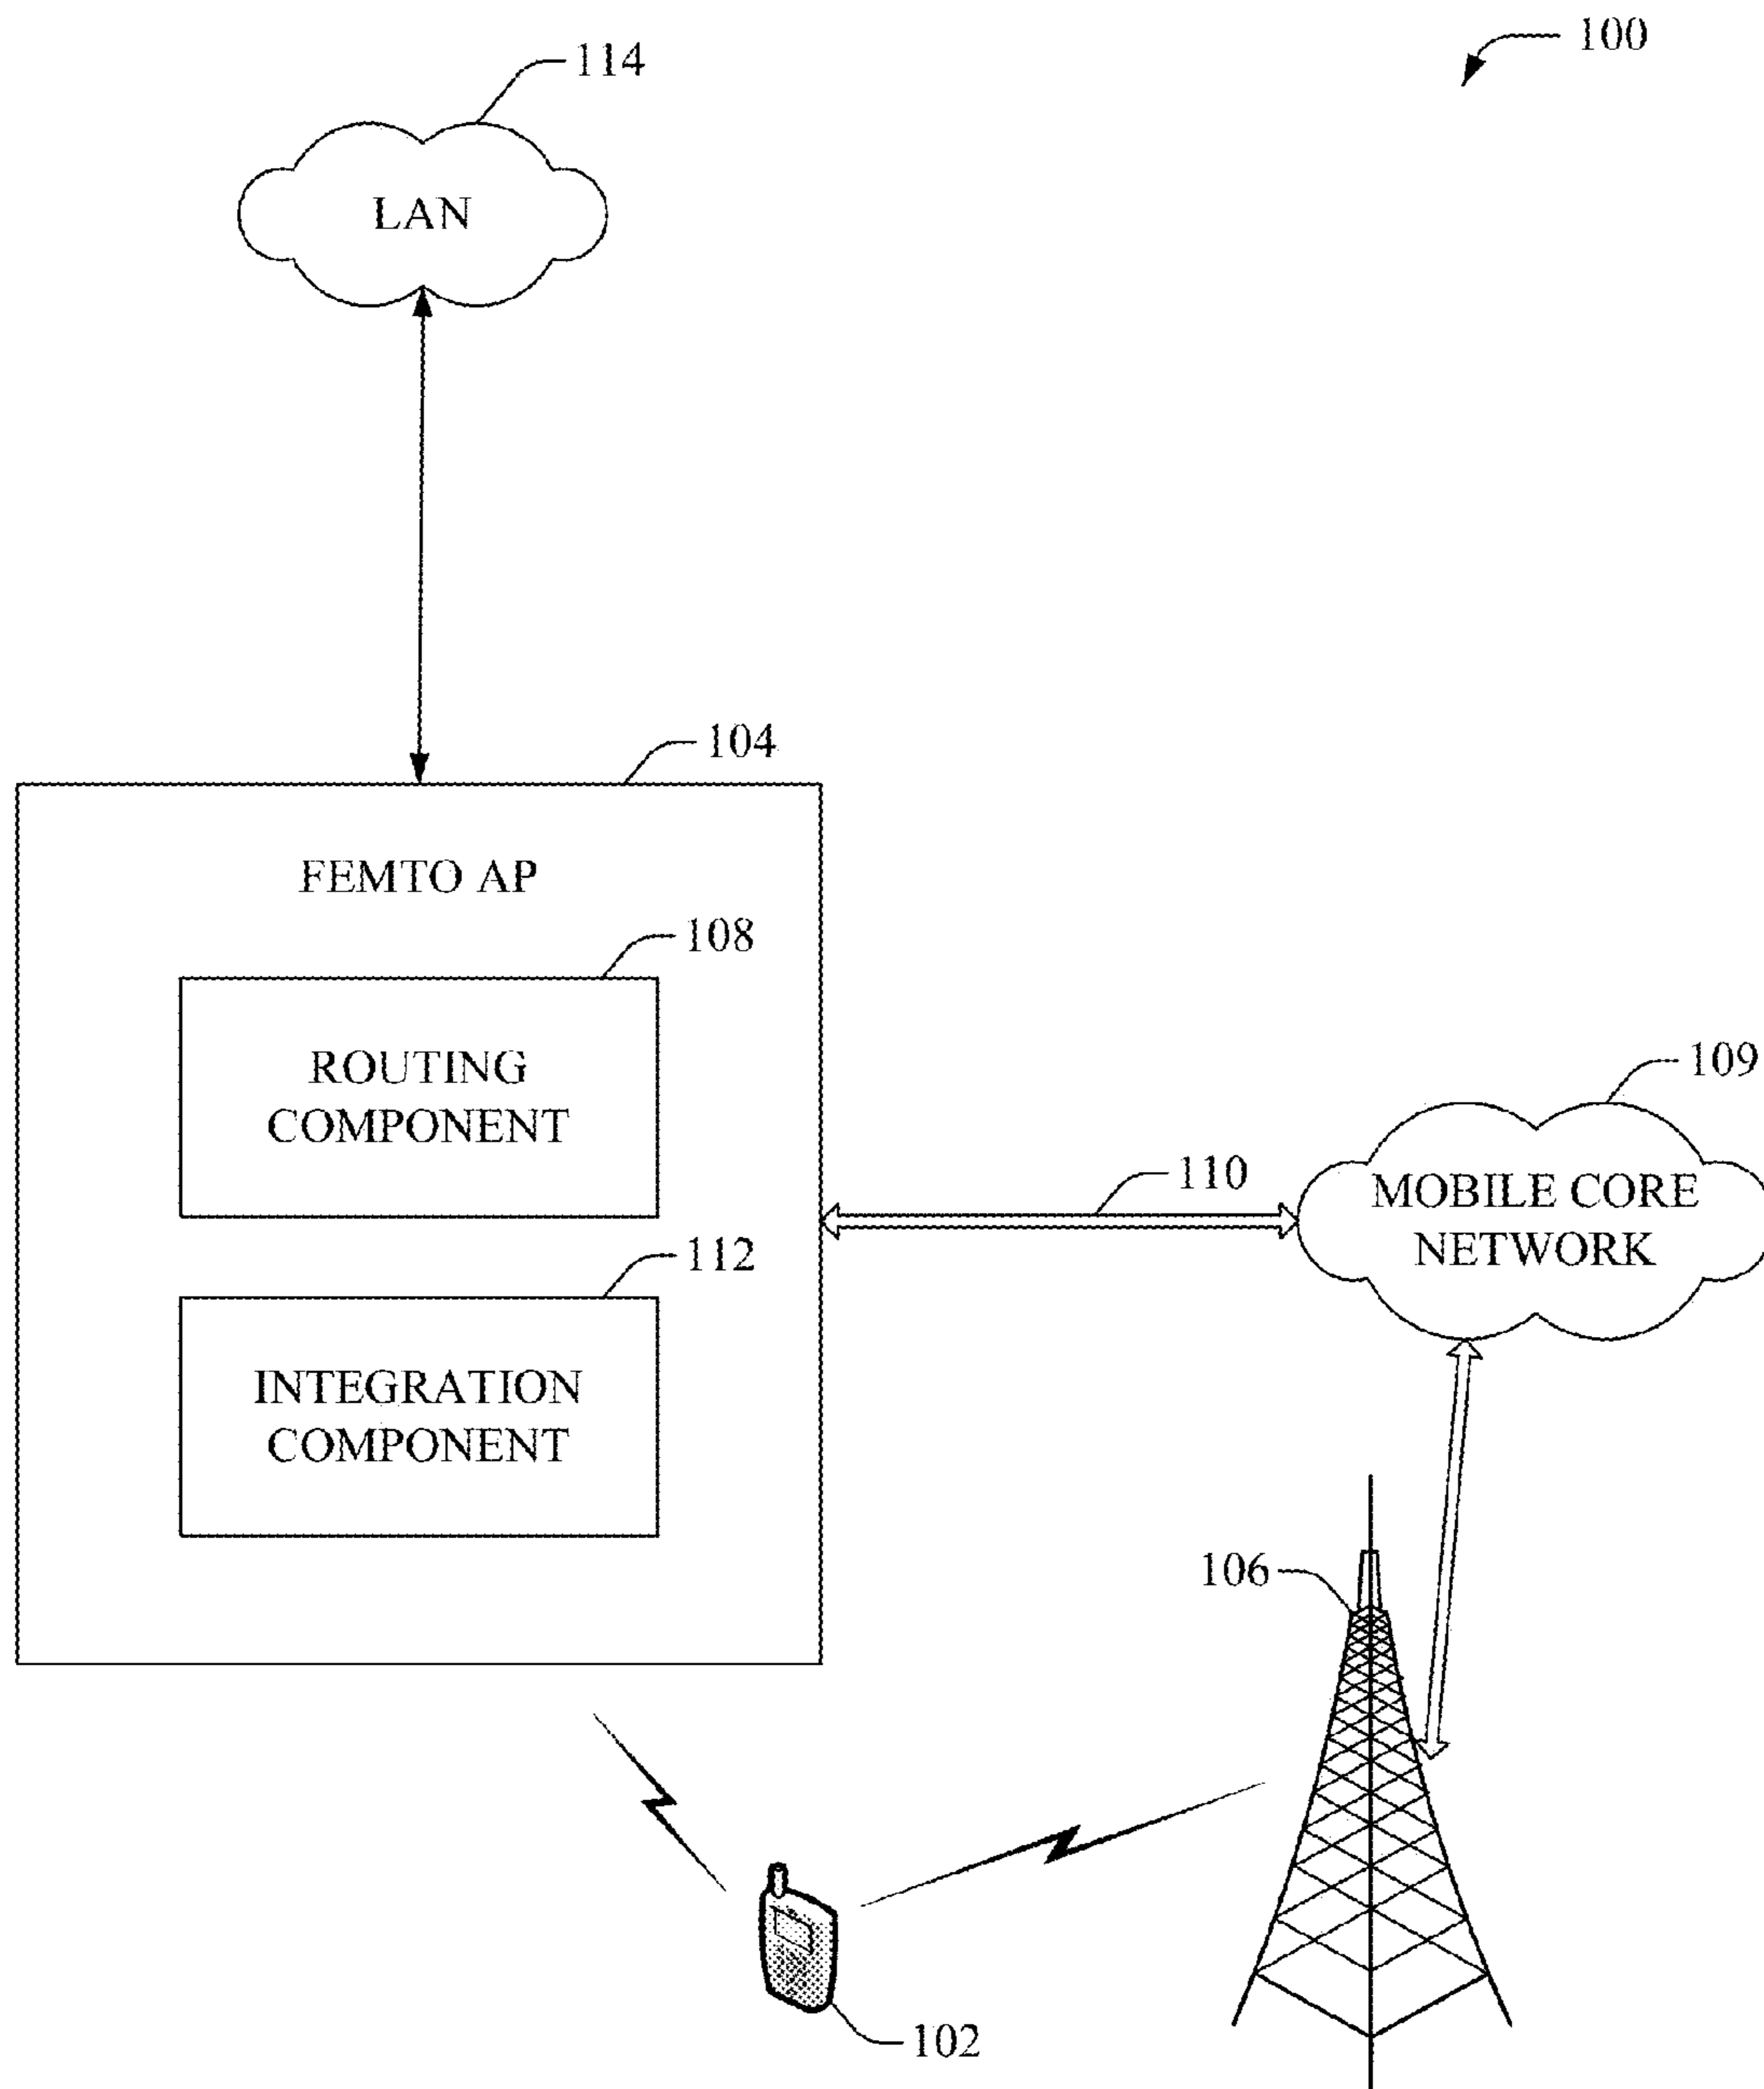 100
114
LAN
104
FEMTO AP
108
ROUTING
COMPONENT
109
110
MOBILE CORE
NETWORK
112
INTEGRATION
COMPONENT
106
102